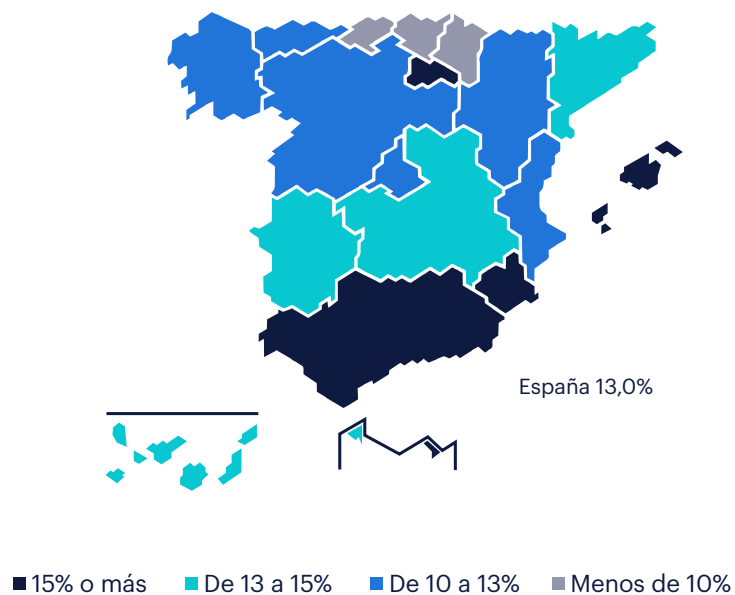 España 13,0%
15% o más
De 13 a 15%
De 10 a 13%
Menos de 10%